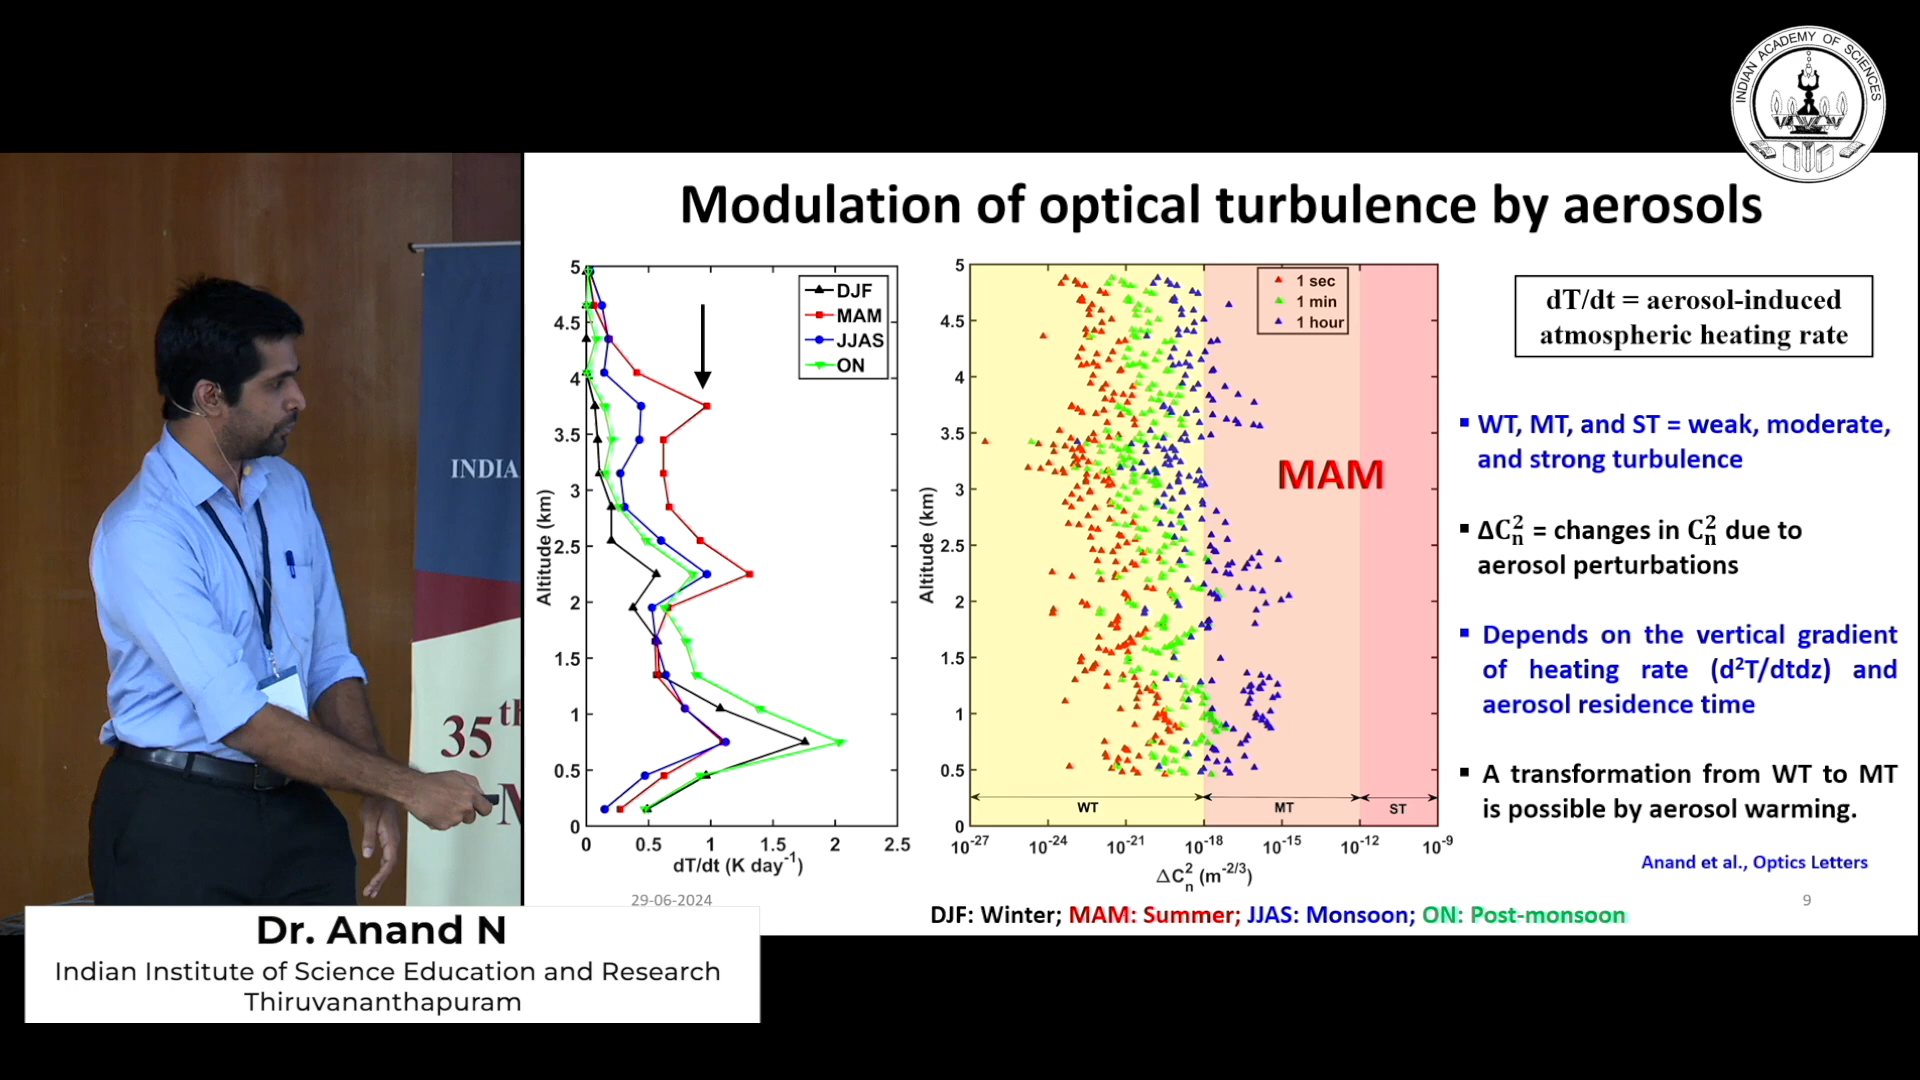 INDIAN ACADEMY OF SCIENCES
Modulation of optical turbulence by aerosols
5
4.5
4
3.5
3
2.5
2
1.5
1
0.5
0
Altitude (km)
0 0.5 1 1.5 2 2.5
dT/dt (K day⁻¹)
DJF
MAM
JJAS
ON
5
4.5
4
3.5
3
2.5
2
1.5
1
0.5
0
Altitude (km)
1 sec
1 min
1 hour
MAM
WT MT ST
10⁻²⁷ 10⁻²⁴ 10⁻²¹ 10⁻¹⁸ 10⁻¹⁵ 10⁻¹² 10⁻⁹
ΔCₙ² (m⁻²/³)
dT/dt = aerosol-induced
atmospheric heating rate
▪ WT, MT, and ST = weak, moderate,
and strong turbulence
▪ ΔCₙ² = changes in Cₙ² due to
aerosol perturbations
▪ Depends on the vertical gradient
of heating rate (d²T/dtdz) and
aerosol residence time
▪ A transformation from WT to MT
is possible by aerosol warming.
Anand et al., Optics Letters
29-06-2024
9
DJF: Winter; MAM: Summer; JJAS: Monsoon; ON: Post-monsoon
INDIA
35th
M
Dr. Anand N
Indian Institute of Science Education and Research
Thiruvananthapuram